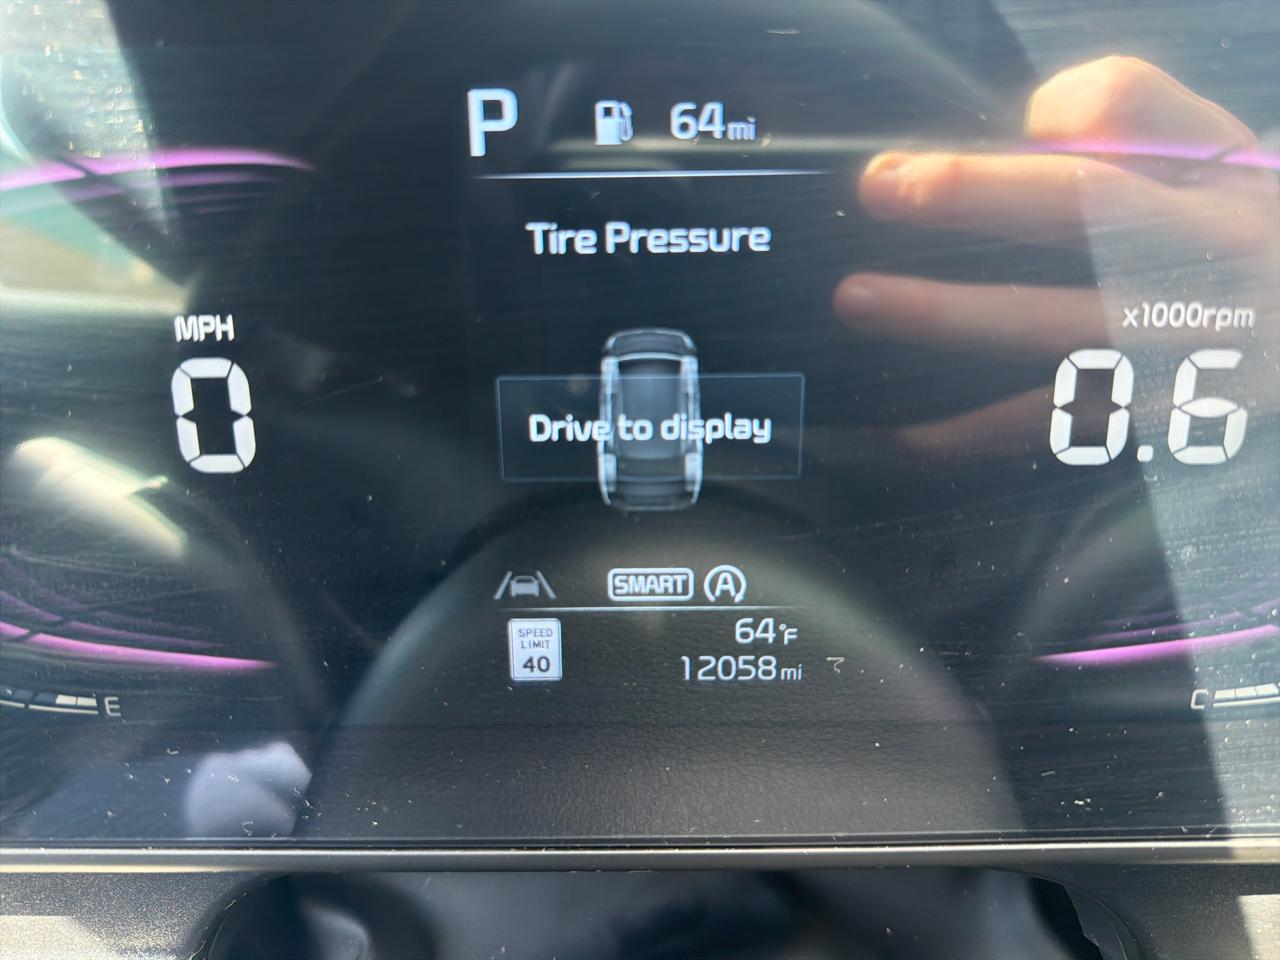 P 64mi
Tire Pressure
MPH
x1000rpm
0
0.6
Drive to display
SMART A
SPEED
LIMIT
40
64°F
12058mi
E
C